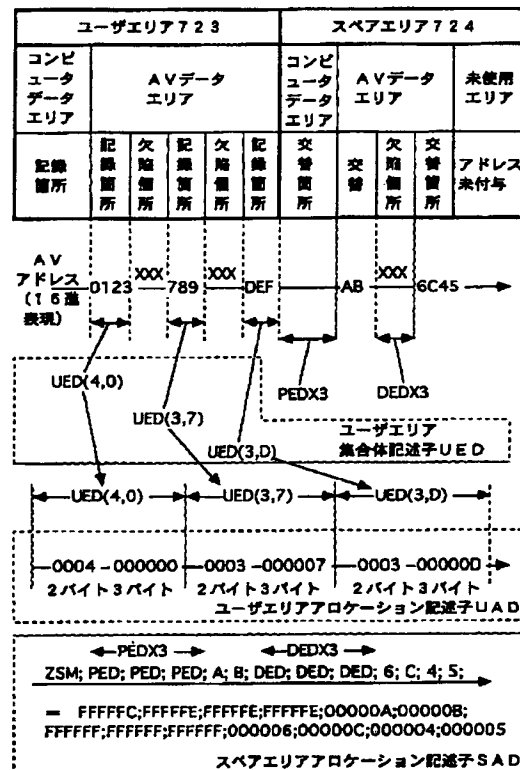 ユーザエリア723
スペアエリア724
コンピュータデータエリア
AVデータエリア
コンピュータデータエリア
AVデータエリア
未使用エリア
記録箇所
記録箇所
欠陥個所
記録箇所
欠陥個所
記録箇所
交替箇所
交替
欠陥個所
交替箇所
アドレス未付与
AVアドレス(16進表現)
0123
XXX
789
XXX
DEF
AB
XXX
6C45
UED(4,0)
UED(3,7)
UED(3,D)
PEDX3
DEDX3
ユーザエリア
集合体記述子UED
UED(4,0)
UED(3,7)
UED(3,D)
0004 -000000
0003 -000007
0003 -00000D
2バイト3バイト
2バイト3バイト
2バイト3バイト
ユーザエリアアロケーション記述子UAD
PEDX3
DEDX3
ZSM; PED; PED; PED; A; B; DED; DED; DED; 6; C; 4; 5;
= FFFFFC;FFFFFE;FFFFFE;FFFFFE;00000A;00000B;
FFFFFF;FFFFFF;FFFFFF;000006;00000C;000004;000005
スペアエリアアロケーション記述子SAD